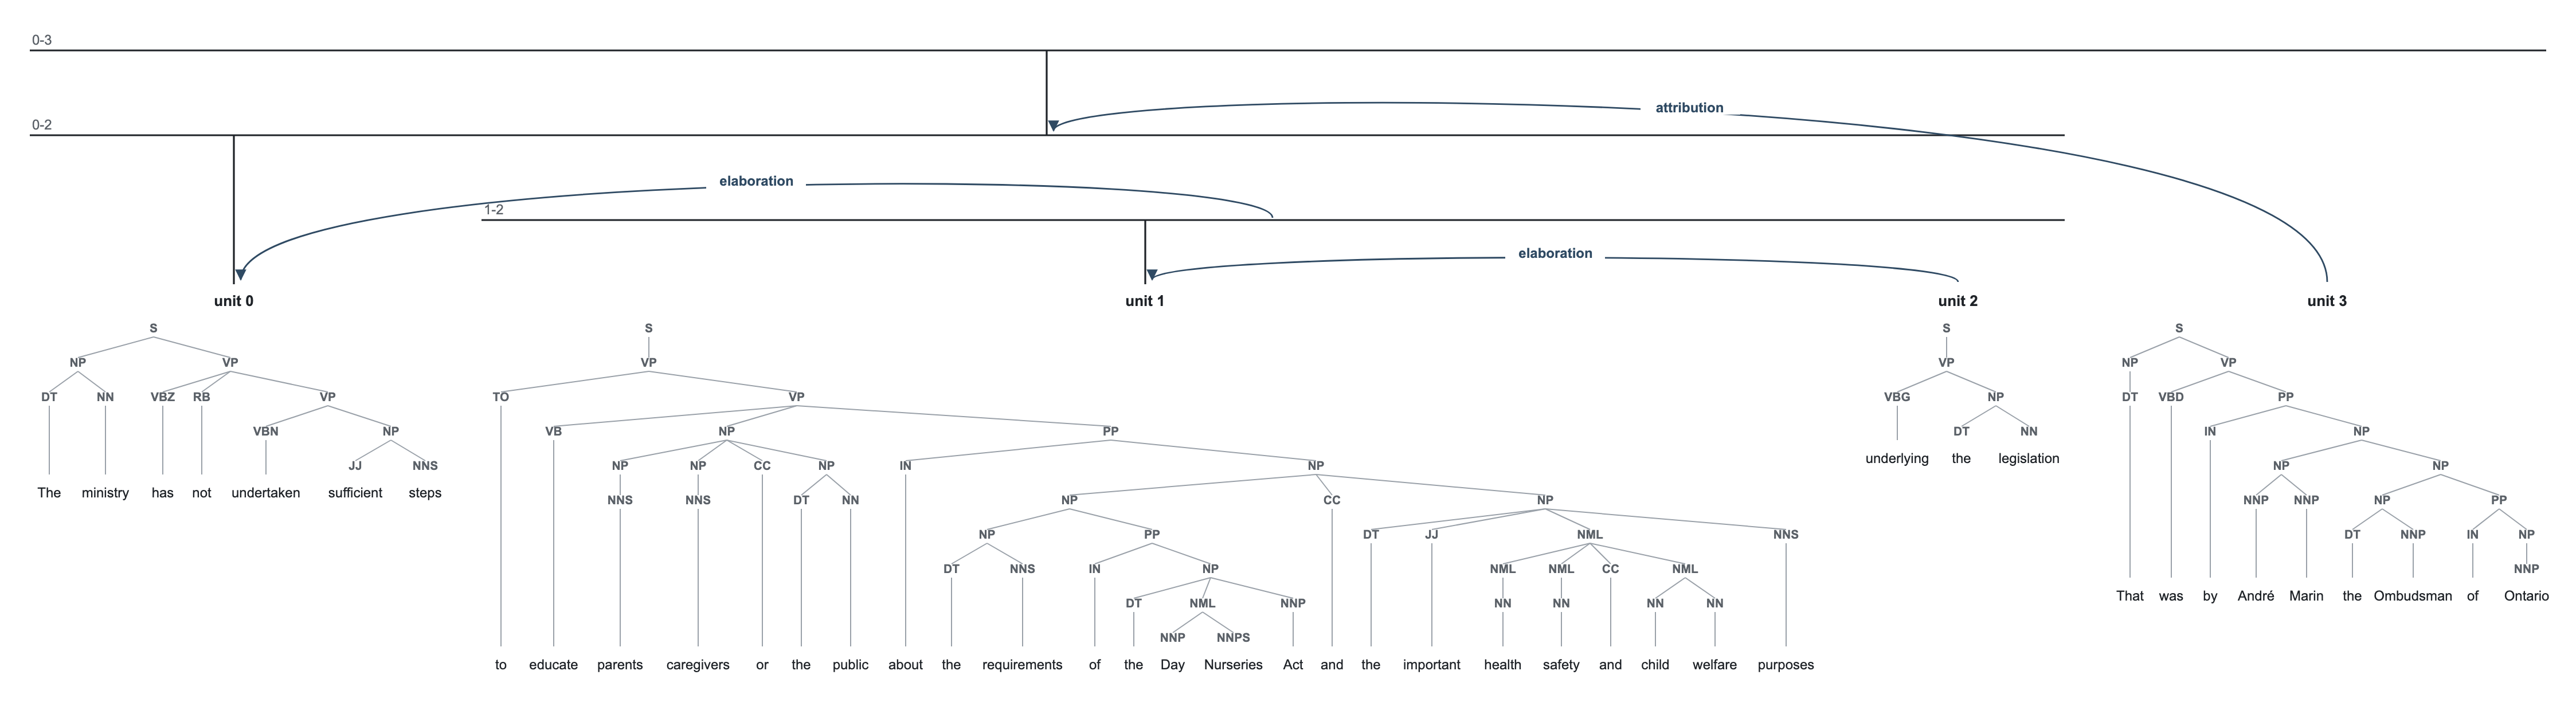 0-3
attribution
0-2
elaboration
1-2
elaboration
unit 0 unit 1 unit 2 unit 3
S S S S
NP VP VP VP NP VP
DT NN VBZ RB VP TO VP VBG NP DT VBD PP
VBN NP VB NP PP DT NN IN NP
underlying the legislation
JJ NNS NP NP CC NP IN NP NP NP
The ministry has not undertaken sufficient steps
NNS NNS DT NN NP CC NP NNP NNP NP PP
NP PP DT JJ NML NNS DT NNP IN NP
DT NNS IN NP NML NML CC NML NNP
That was by André Marin the Ombudsman of Ontario
DT NML NNP NN NN NN NN
NNP NNPS
to educate parents caregivers or the public about the requirements of the Day Nurseries Act and the important health safety and child welfare purposes